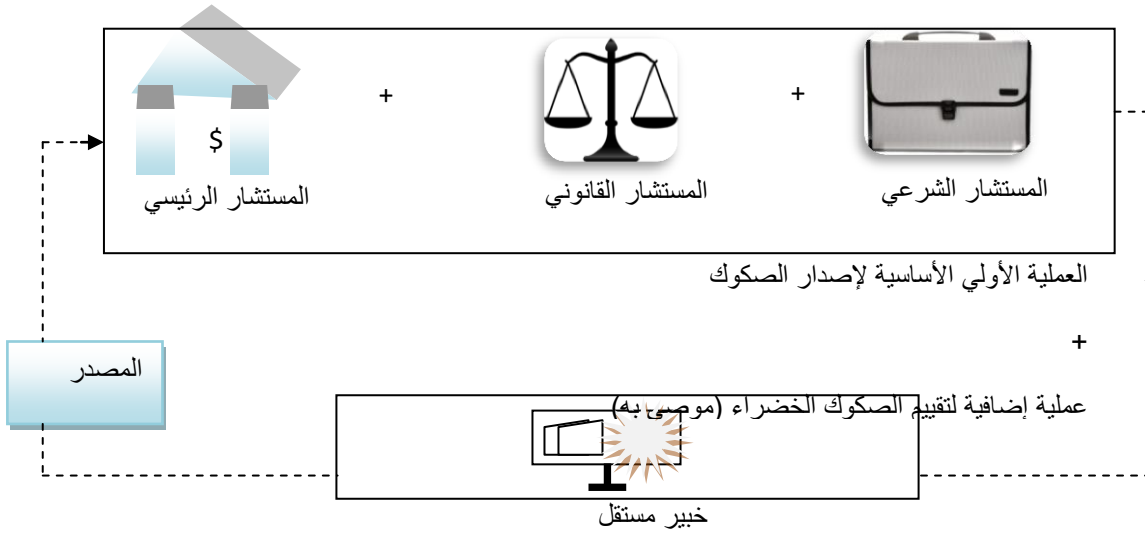 +
+
$
المستشار الشرعي
المستشار القانوني
المستشار الرئيسي
العملية الأولي الأساسية لإصدار الصكوك
+
المصدر
عملية إضافية لتقييم الصكوك الخضراء (موصى به)
خبير مستقل